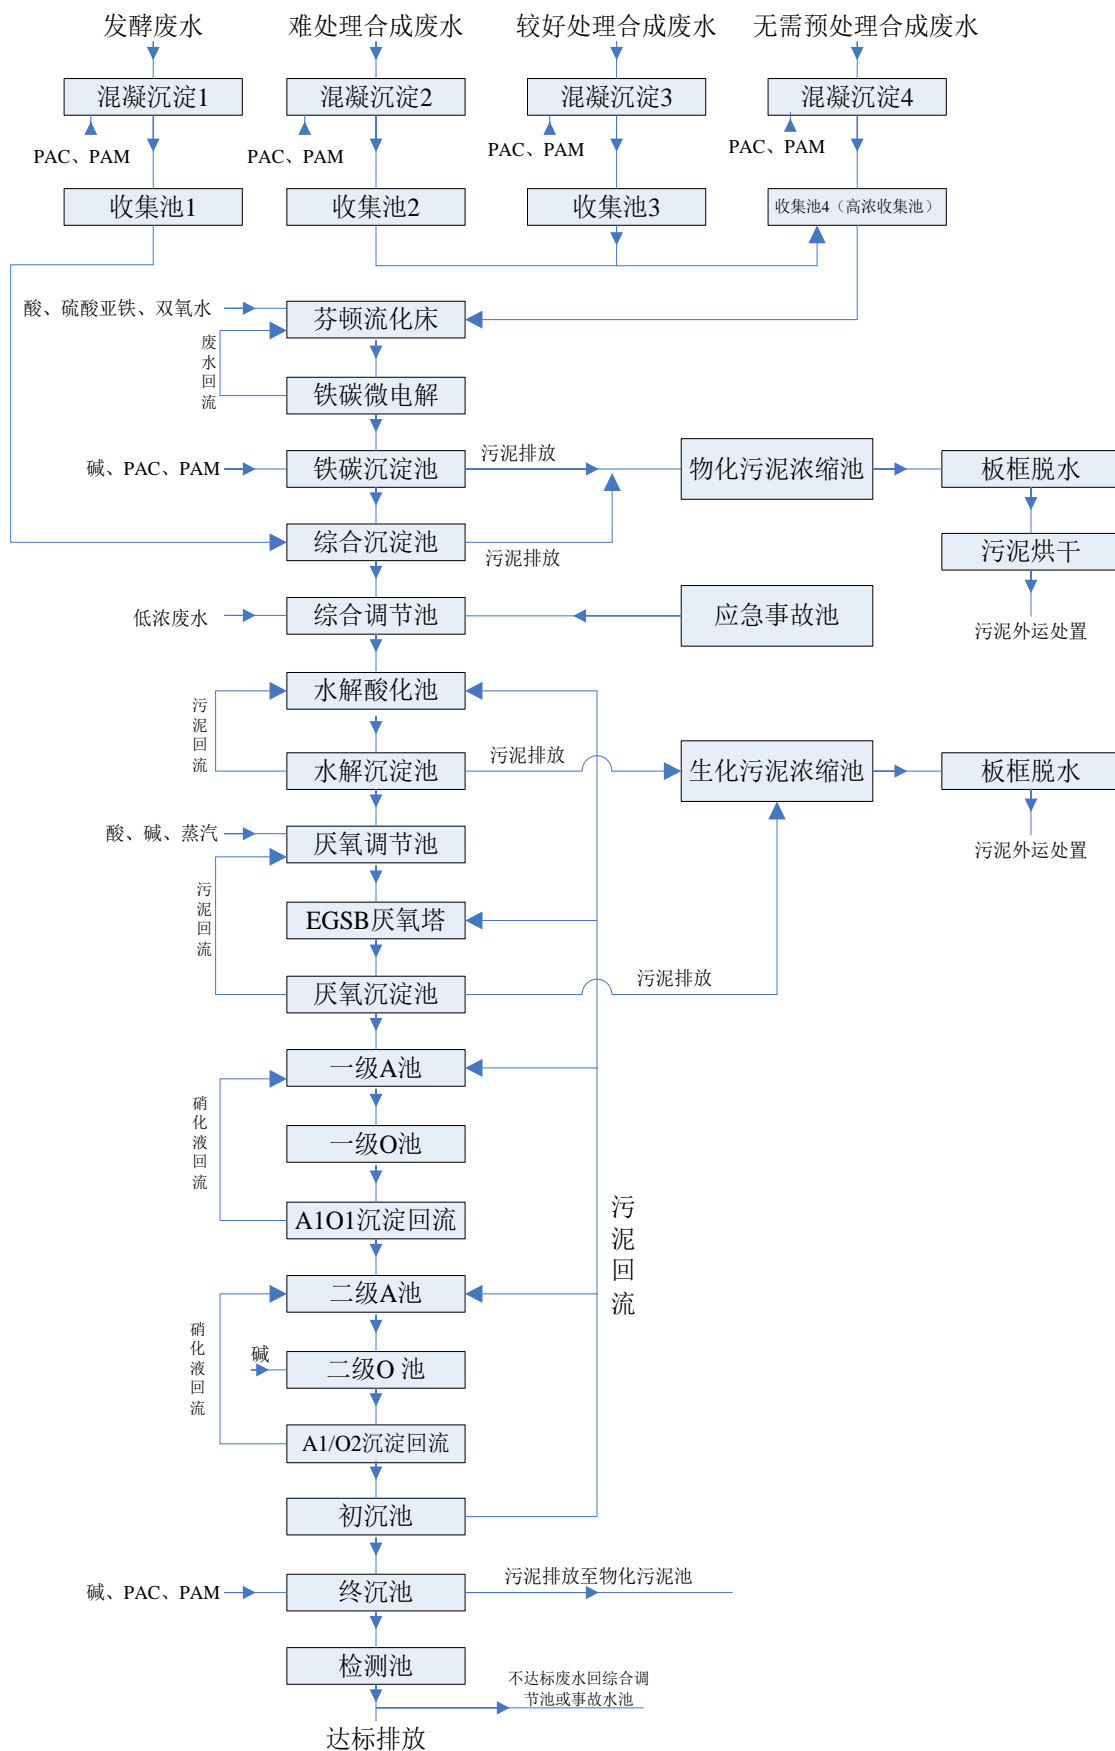 发酵废水
难处理合成废水
较好处理合成废水
无需预处理合成废水
混凝沉淀1
混凝沉淀2
混凝沉淀3
混凝沉淀4
PAC、PAM
PAC、PAM
PAC、PAM
PAC、PAM
收集池1
收集池2
收集池3
收集池4（高浓收集池）
酸、硫酸亚铁、双氧水
芬顿流化床
废水回流
铁碳微电解
碱、PAC、PAM
铁碳沉淀池
污泥排放
物化污泥浓缩池
板框脱水
综合沉淀池
污泥排放
污泥烘干
低浓废水
综合调节池
应急事故池
污泥外运处置
水解酸化池
污泥回流
水解沉淀池
污泥排放
生化污泥浓缩池
板框脱水
酸、碱、蒸汽
厌氧调节池
污泥外运处置
污泥回流
EGSB厌氧塔
厌氧沉淀池
污泥排放
一级A池
硝化液回流
一级O池
A1O1沉淀回流
污泥回流
二级A池
硝化液回流
碱
二级O 池
A1/O2沉淀回流
初沉池
碱、PAC、PAM
终沉池
污泥排放至物化污泥池
检测池
不达标废水回综合调
节池或事故水池
达标排放